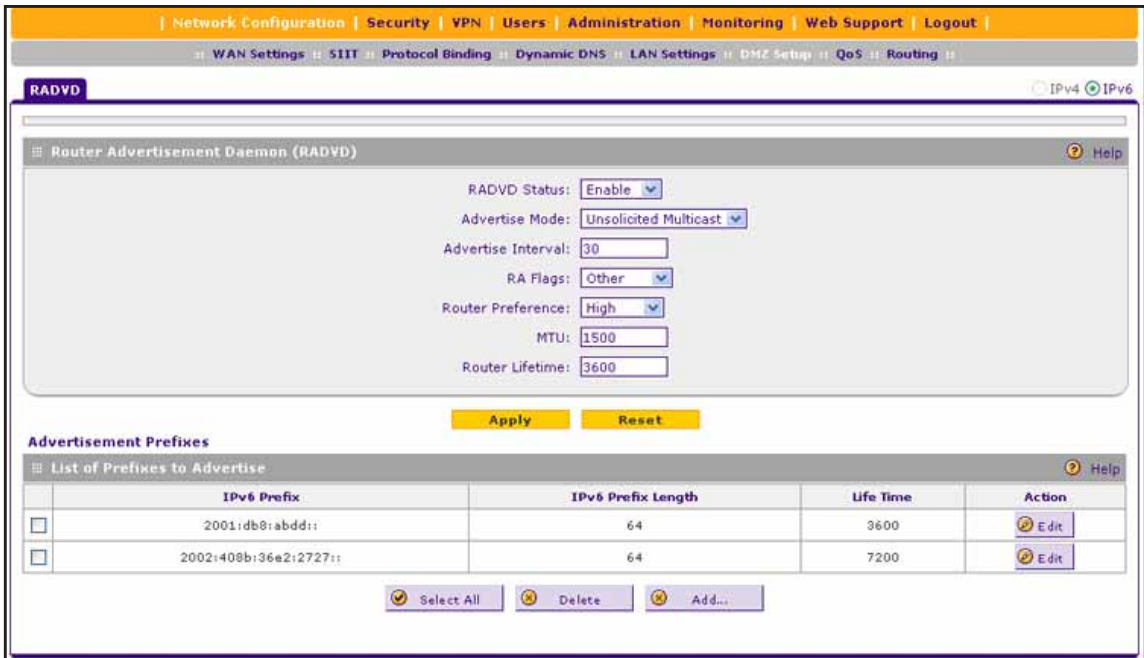 | Network Configuration | Security | VPN | Users | Administration | Monitoring | Web Support | Logout |
:: WAN Settings :: SIIT :: Protocol Binding :: Dynamic DNS :: LAN Settings :: DMZ Setup :: QoS :: Routing ::
RADVD IPv4 IPv6
Router Advertisement Daemon (RADVD) ? Help
RADVD Status: Enable
Advertise Mode: Unsolicited Multicast
Advertise Interval: 30
RA Flags: Other
Router Preference: High
MTU: 1500
Router Lifetime: 3600
Apply Reset
Advertisement Prefixes
List of Prefixes to Advertise ? Help
IPv6 Prefix IPv6 Prefix Length Life Time Action
2001:db8:abdd:: 64 3600 Edit
2002:408b:36e2:2727:: 64 7200 Edit
Select All Delete Add...